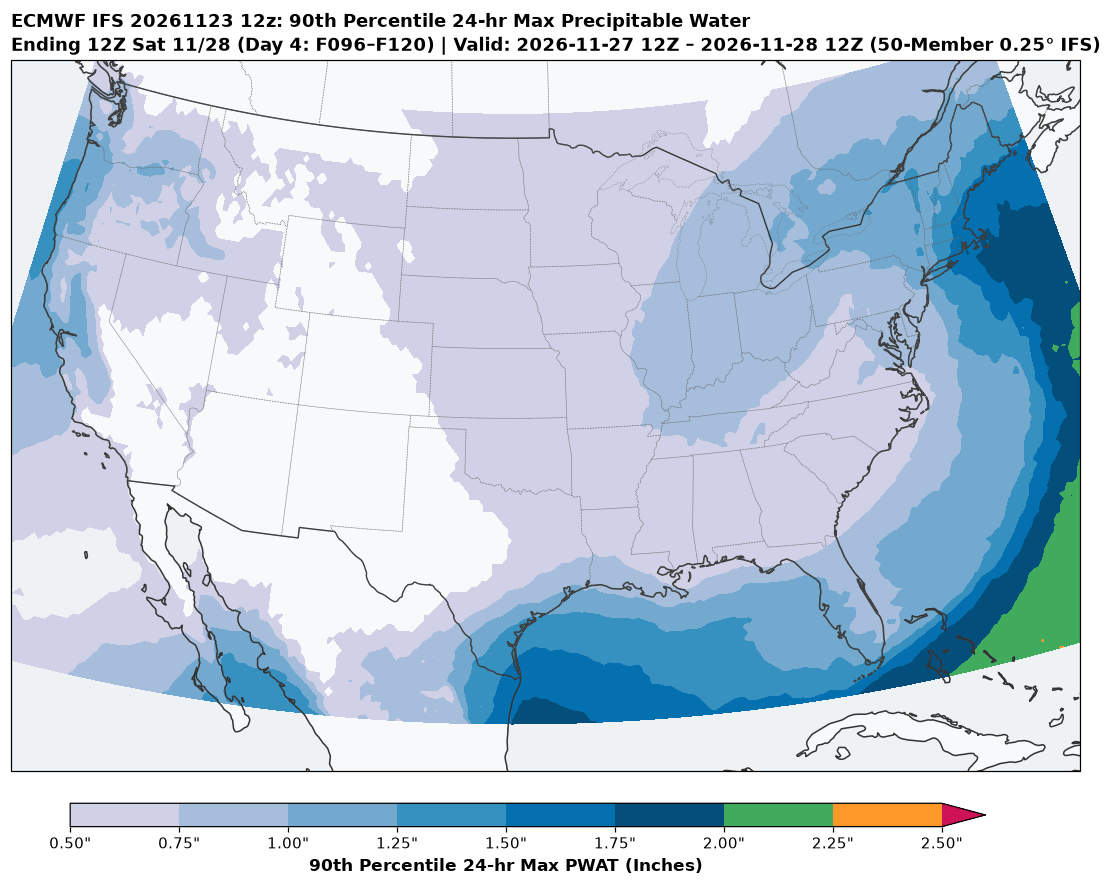 ECMWF IFS 20261123 12z: 90th Percentile 24-hr Max Precipitable Water
Ending 12Z Sat 11/28 (Day 4: F096–F120) | Valid: 2026-11-27 12Z – 2026-11-28 12Z (50-Member 0.25° IFS)
0.50" 0.75" 1.00" 1.25" 1.50" 1.75" 2.00" 2.25" 2.50"
90th Percentile 24-hr Max PWAT (Inches)